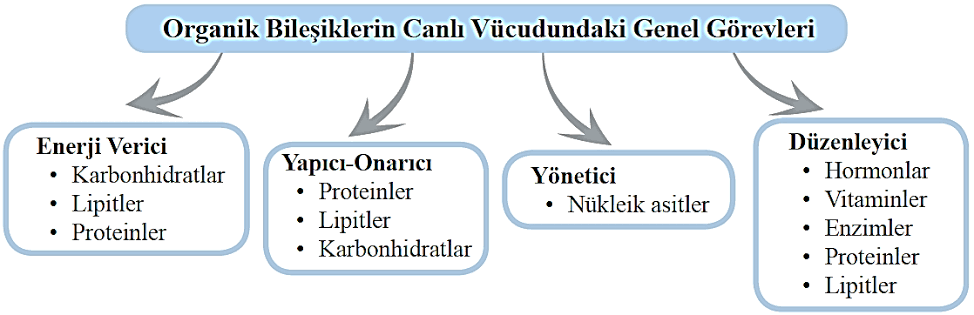 Organik Bileşiklerin Canlı Vücudundaki Genel Görevleri
Enerji Verici
• Karbonhidratlar
• Lipitler
• Proteinler
Yapıcı-Onarıcı
• Proteinler
• Lipitler
• Karbonhidratlar
Yönetici
• Nükleik asitler
Düzenleyici
• Hormonlar
• Vitaminler
• Enzimler
• Proteinler
• Lipitler